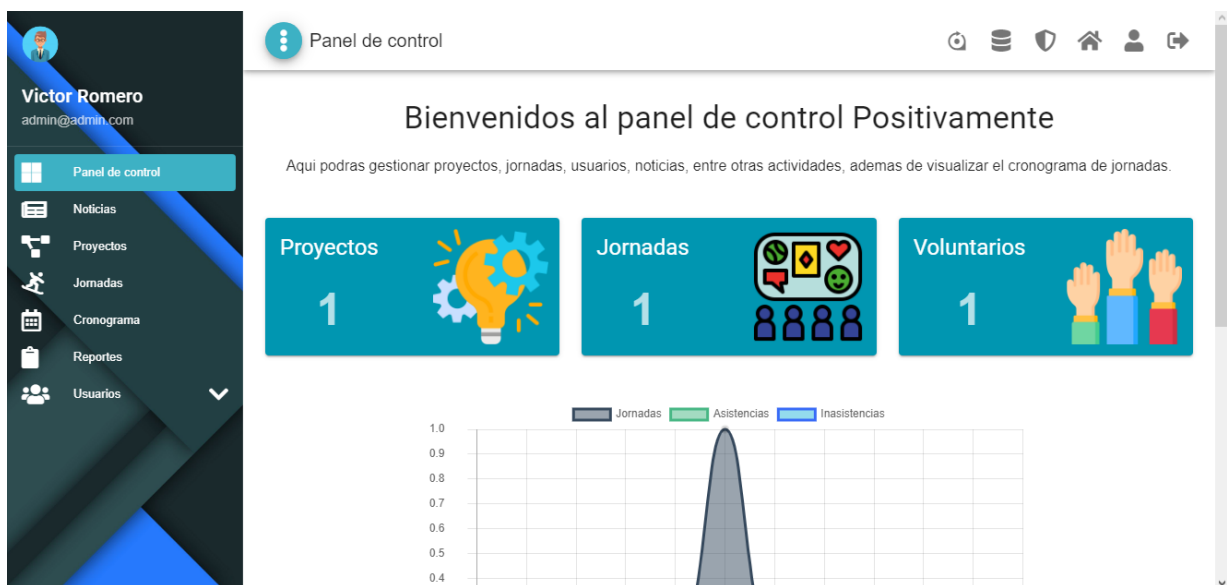 Victor Romero
admin@admin.com
Panel de control
Noticias
Proyectos
Jornadas
Cronograma
Reportes
Usuarios
Panel de control
Bienvenidos al panel de control Positivamente
Aqui podras gestionar proyectos, jornadas, usuarios, noticias, entre otras actividades, ademas de visualizar el cronograma de jornadas.
Proyectos
1
Jornadas
1
Voluntarios
1
Jornadas Asistencias Inasistencias
1.0
0.9
0.8
0.7
0.6
0.5
0.4